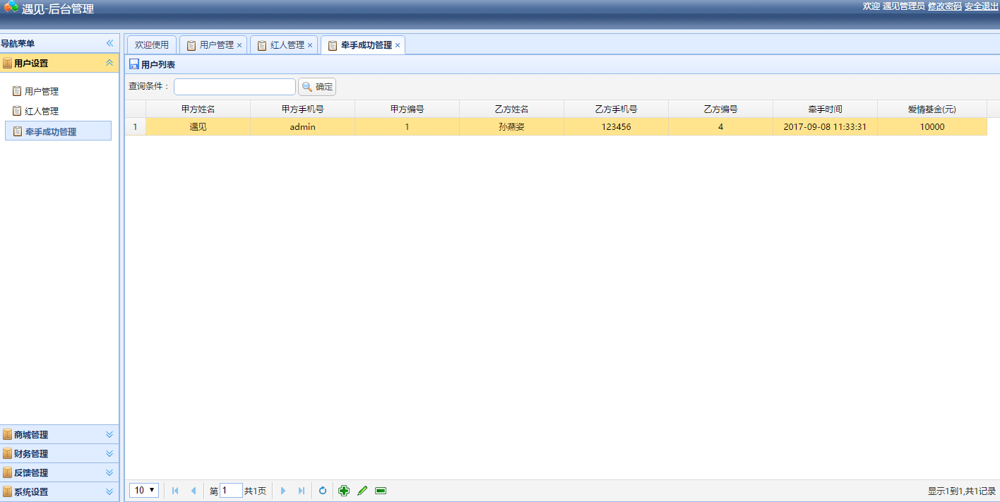 遇见-后台管理
欢迎 遇见管理员 修改密码 安全退出
导航菜单
用户设置
用户管理
红人管理
牵手成功管理
商城管理
财务管理
反馈管理
系统设置
欢迎使用 用户管理 × 红人管理 × 牵手成功管理 ×
用户列表
查询条件： 确定
甲方姓名 甲方手机号 甲方编号 乙方姓名 乙方手机号 乙方编号 牵手时间 爱情基金(元)
1 遇见 admin 1 孙燕姿 123456 4 2017-09-08 11:33:31 10000
10 第 1 共1页 显示1到1,共1记录